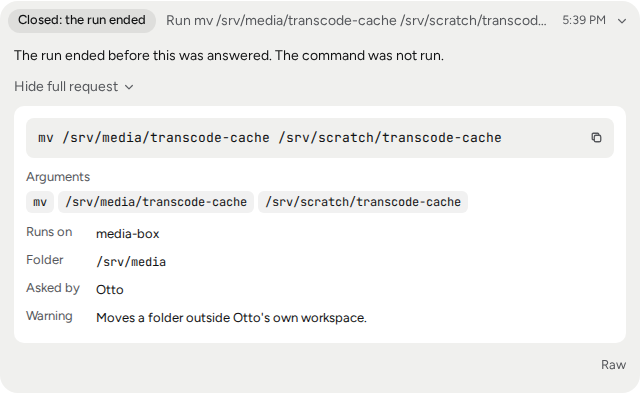 Closed: the run ended Run mv /srv/media/transcode-cache /srv/scratch/transcod... 5:39 PM
The run ended before this was answered. The command was not run.
Hide full request
mv /srv/media/transcode-cache /srv/scratch/transcode-cache
Arguments
mv /srv/media/transcode-cache /srv/scratch/transcode-cache
Runs on media-box
Folder /srv/media
Asked by Otto
Warning Moves a folder outside Otto's own workspace.
Raw